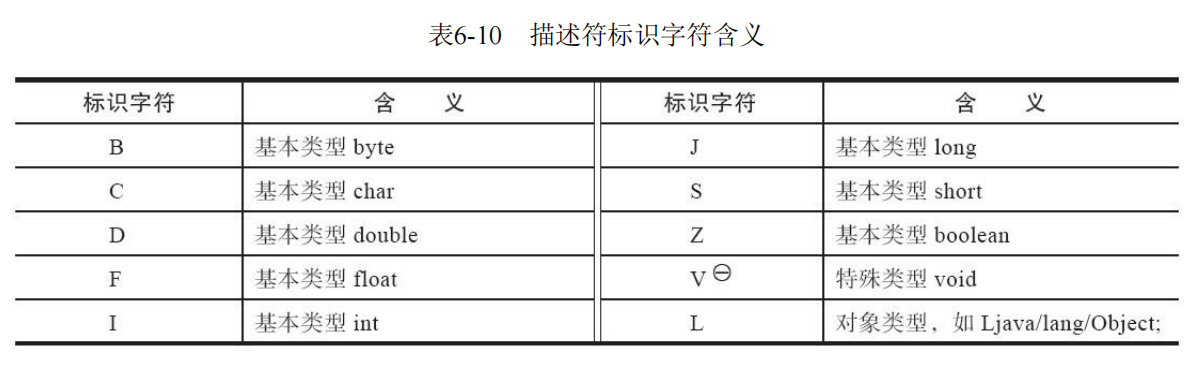 表6-10 描述符标识字符含义
标识字符 含 义 标识字符 含 义
B 基本类型 byte J 基本类型 long
C 基本类型 char S 基本类型 short
D 基本类型 double Z 基本类型 boolean
F 基本类型 float V㊀ 特殊类型 void
I 基本类型 int L 对象类型，如 Ljava/lang/Object;